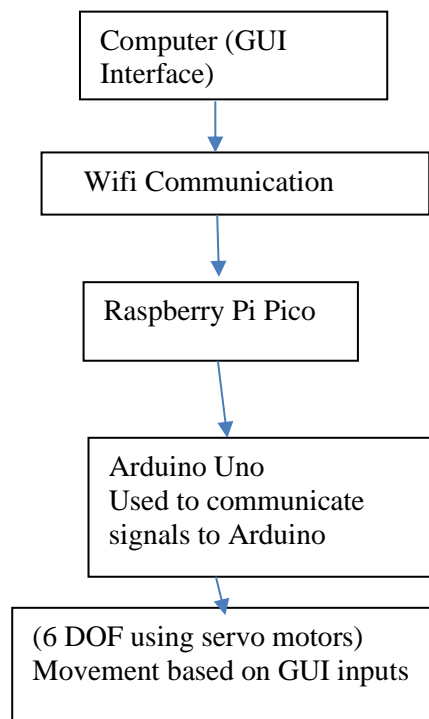 Computer (GUI
Interface)
Wifi Communication
Raspberry Pi Pico
Arduino Uno
Used to communicate
signals to Arduino
(6 DOF using servo motors)
Movement based on GUI inputs